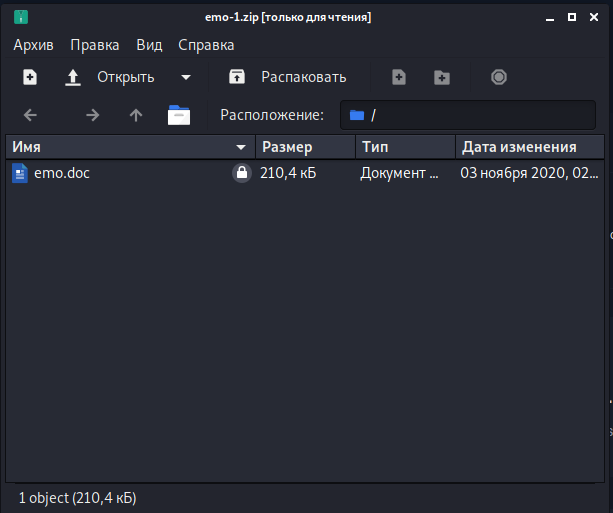 emo-1.zip [только для чтения]
Архив Правка Вид Справка
Открыть Распаковать
Расположение: /
Имя Размер Тип Дата изменения
emo.doc 210,4 кБ Документ ... 03 ноября 2020, 02...
1 object (210,4 кБ)